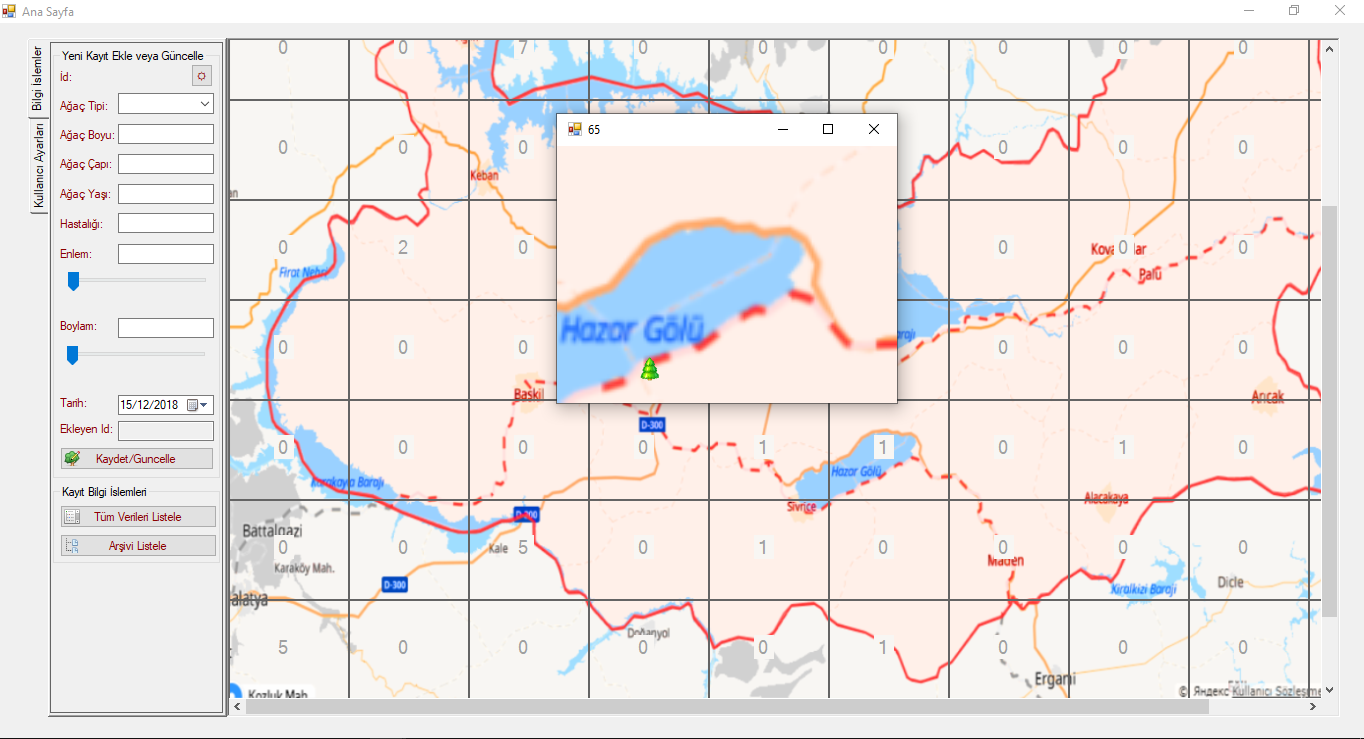 Ana Sayfa
Bilgi İşlemler
Kullanıcı Ayarları
Yeni Kayıt Ekle veya Güncelle
İd:
Ağaç Tipi:
Ağaç Boyu:
Ağaç Çapı:
Ağaç Yaşı:
Hastalığı:
Enlem:
Boylam:
Tarih:
15/12/2018
Ekleyen Id:
Kaydet/Guncelle
Kayıt Bilgi İşlemleri
Tüm Verileri Listele
Arşivi Listele
0 0 7 0 0 0 0 0 0
65
0 0 0 0 0
Keban
0 2 0 0 0 0
Palu
Fırat Nehri
Hazar Gölü
0 0 0 0 0 0
Baskil
Arıcak
D-300
0 0 0 0 1 1 0 1 0
Hazar Gölü
Karakaya Barajı
Sivrice
Alacakaya
D-300
Battalgazi
0 0 5 0 1 0 0 0 0
Kale
Karaköy Mah.
Maden
D-300
Kıralkizi Baraji
Dicle
alatya
Doğanyol
5 0 0 0 0 1 0 0 0
Ergani
Kozluk Mah.
© Яндекс Kullanıcı Sözleşme